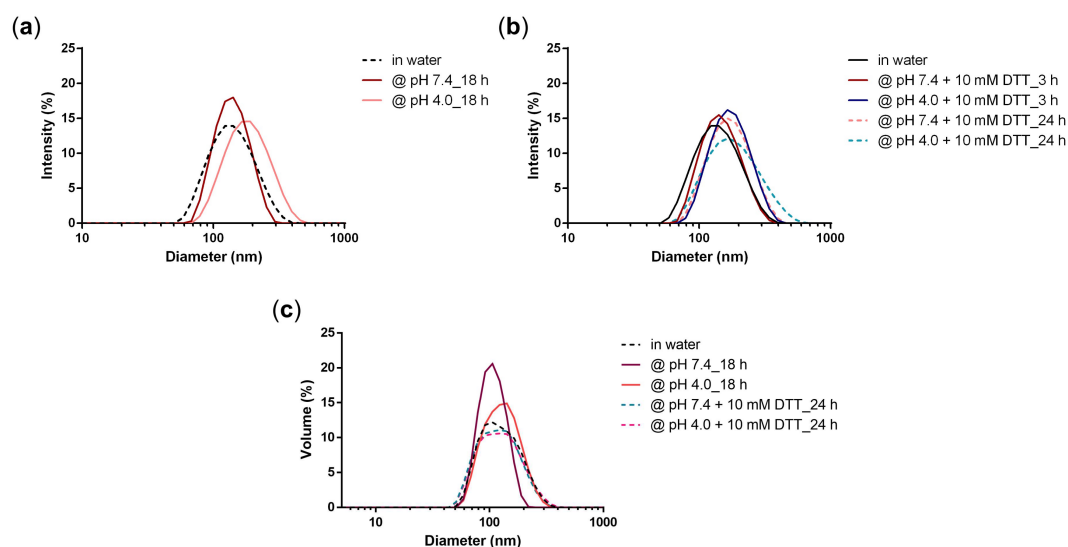 (a)
25
20
15
10
5
0
Intensity (%)
10
100
1000
Diameter (nm)
in water
@ pH 7.4_18 h
@ pH 4.0_18 h
(b)
25
20
15
10
5
0
Intensity (%)
10
100
1000
Diameter (nm)
in water
@ pH 7.4 + 10 mM DTT_3 h
@ pH 4.0 + 10 mM DTT_3 h
@ pH 7.4 + 10 mM DTT_24 h
@ pH 4.0 + 10 mM DTT_24 h
(c)
25
20
15
10
5
0
Volume (%)
10
100
1000
Diameter (nm)
in water
@ pH 7.4_18 h
@ pH 4.0_18 h
@ pH 7.4 + 10 mM DTT_24 h
@ pH 4.0 + 10 mM DTT_24 h